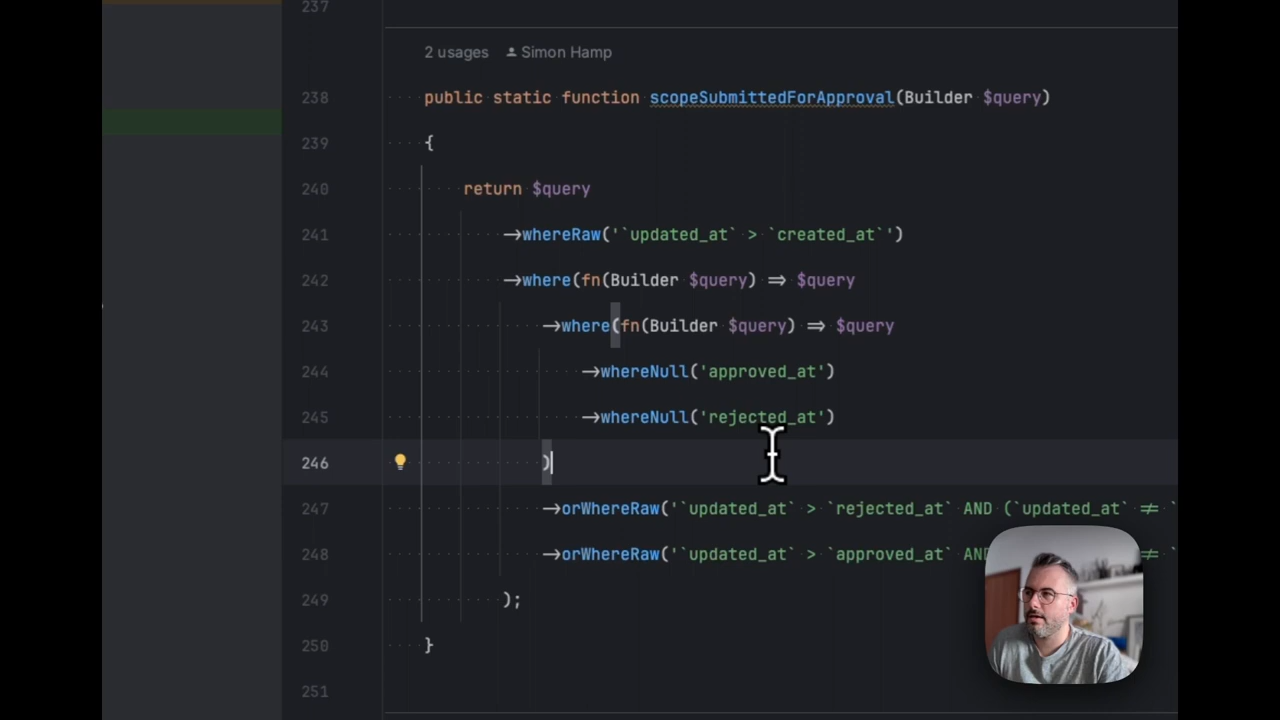 237
2 usages Simon Hamp
238 public static function scopeSubmittedForApproval(Builder $query)
239 {
240 return $query
241 ->whereRaw('`updated_at` > `created_at`')
242 ->where(fn(Builder $query) => $query
243 ->where(fn(Builder $query) => $query
244 ->whereNull('approved_at')
245 ->whereNull('rejected_at')
246 )
247 ->orWhereRaw('`updated_at` > `rejected_at` AND (`updated_at` != `
248 ->orWhereRaw('`updated_at` > `approved_at` AND != `
249 );
250 }
251